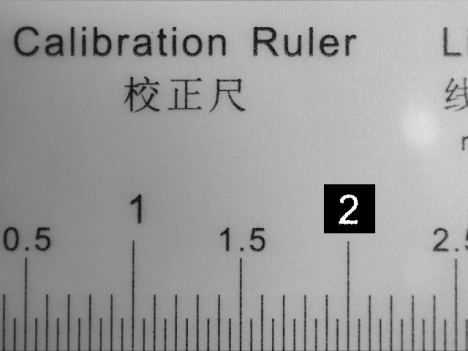 Calibration Ruler
校正尺
1 2
0.5 1.5